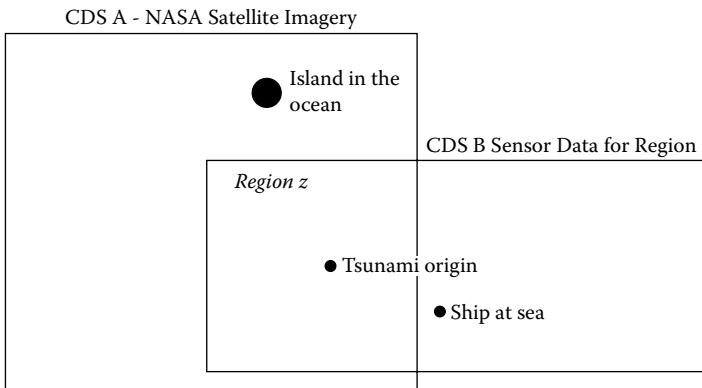 CDS A - NASA Satellite Imagery
Island in the
ocean
CDS B Sensor Data for Region
Region z
Tsunami origin
Ship at sea